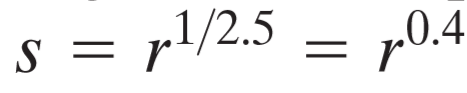 s = r^{1/2.5} = r^{0.4}